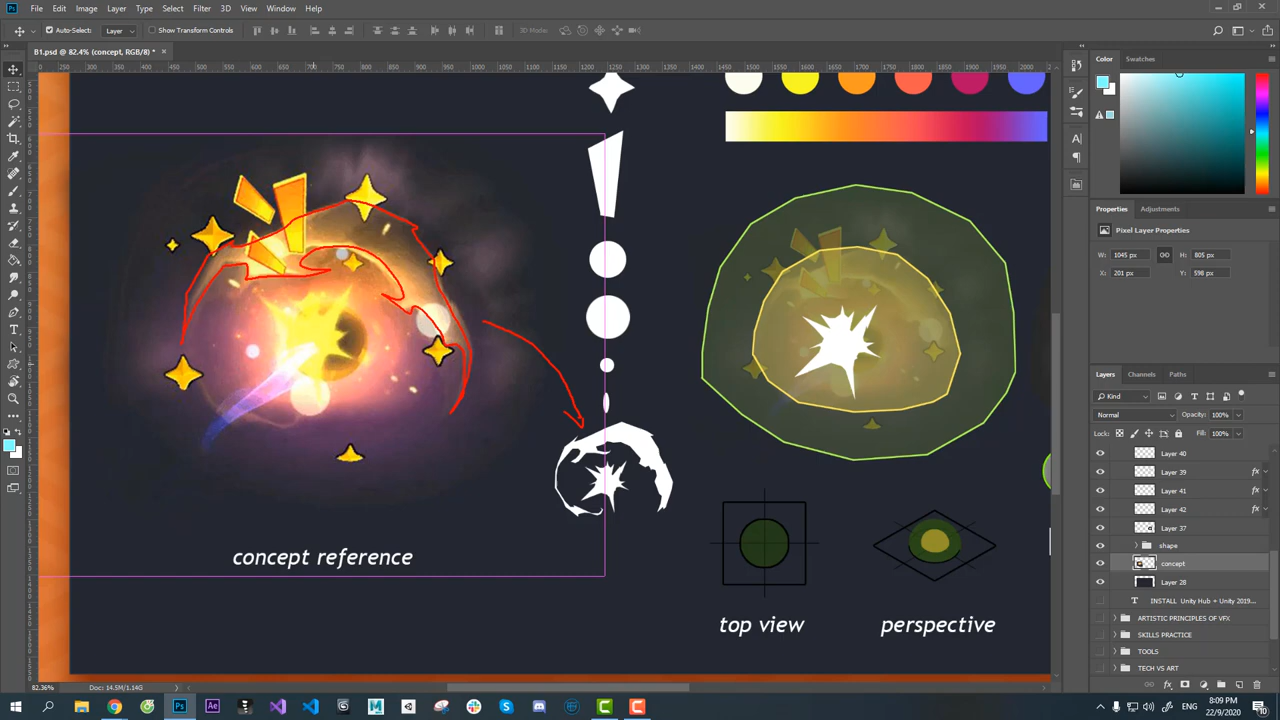 File Edit Image Layer Type Select Filter 3D View Window Help
Auto-Select: Layer Show Transform Controls 3D Mode:
B1.psd @ 82.4% (concept, RGB/8) *
concept reference
top view
perspective
82.36% Doc: 14.5M/1.14G
Color Swatches
Properties Adjustments
Pixel Layer Properties
W: 1045 px H: 805 px
X: 201 px Y: 598 px
Layers Channels Paths
Kind
Normal Opacity: 100%
Lock: Fill: 100%
Layer 40
Layer 39 fx
Layer 41 fx
Layer 42 fx
Layer 37
shape
concept
Layer 28
INSTALL Unity Hub + Unity 2019...
ARTISTIC PRINCIPLES OF VFX
SKILLS PRACTICE
TOOLS
TECH VS ART
ENG 8:09 PM
22/9/2020